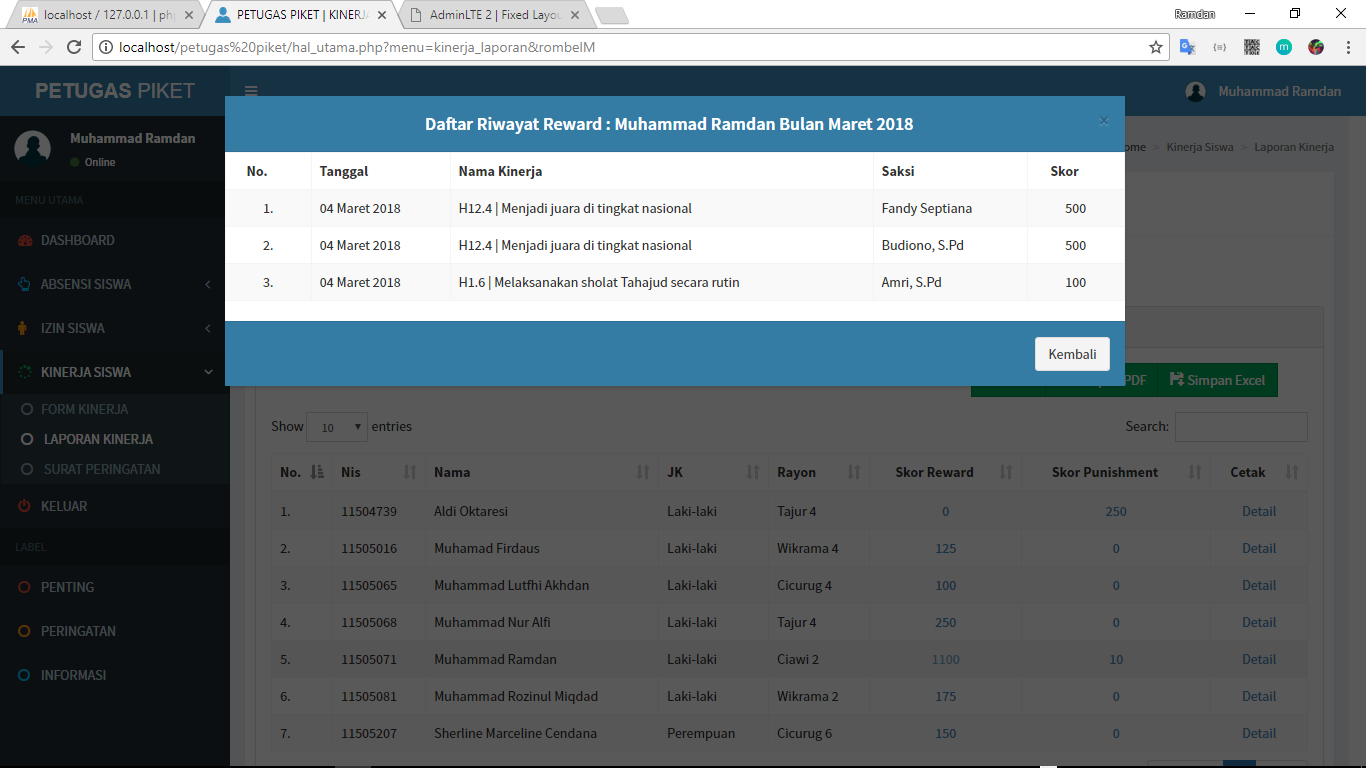 localhost / 127.0.0.1 | ph
PETUGAS PIKET | KINERJ
AdminLTE 2 | Fixed Layou
Ramdan
localhost/petugas%20piket/hal_utama.php?menu=kinerja_laporan&rombelM
PETUGAS PIKET
Muhammad Ramdan
Muhammad Ramdan
Online
Daftar Riwayat Reward : Muhammad Ramdan Bulan Maret 2018
×
ome > Kinerja Siswa > Laporan Kinerja
No. Tanggal Nama Kinerja Saksi Skor
1. 04 Maret 2018 H12.4 | Menjadi juara di tingkat nasional Fandy Septiana 500
2. 04 Maret 2018 H12.4 | Menjadi juara di tingkat nasional Budiono, S.Pd 500
3. 04 Maret 2018 H1.6 | Melaksanakan sholat Tahajud secara rutin Amri, S.Pd 100
Kembali
MENU UTAMA
DASHBOARD
ABSENSI SISWA
IZIN SISWA
KINERJA SISWA
FORM KINERJA
LAPORAN KINERJA
SURAT PERINGATAN
KELUAR
LABEL
PENTING
PERINGATAN
INFORMASI
PDF Simpan Excel
Show 10 entries Search:
No. Nis Nama JK Rayon Skor Reward Skor Punishment Cetak
1. 11504739 Aldi Oktaresi Laki-laki Tajur 4 0 250 Detail
2. 11505016 Muhamad Firdaus Laki-laki Wikrama 4 125 0 Detail
3. 11505065 Muhammad Lutfhi Akhdan Laki-laki Cicurug 4 100 0 Detail
4. 11505068 Muhammad Nur Alfi Laki-laki Tajur 4 250 0 Detail
5. 11505071 Muhammad Ramdan Laki-laki Ciawi 2 1100 10 Detail
6. 11505081 Muhammad Rozinul Miqdad Laki-laki Wikrama 2 175 0 Detail
7. 11505207 Sherline Marceline Cendana Perempuan Cicurug 6 150 0 Detail